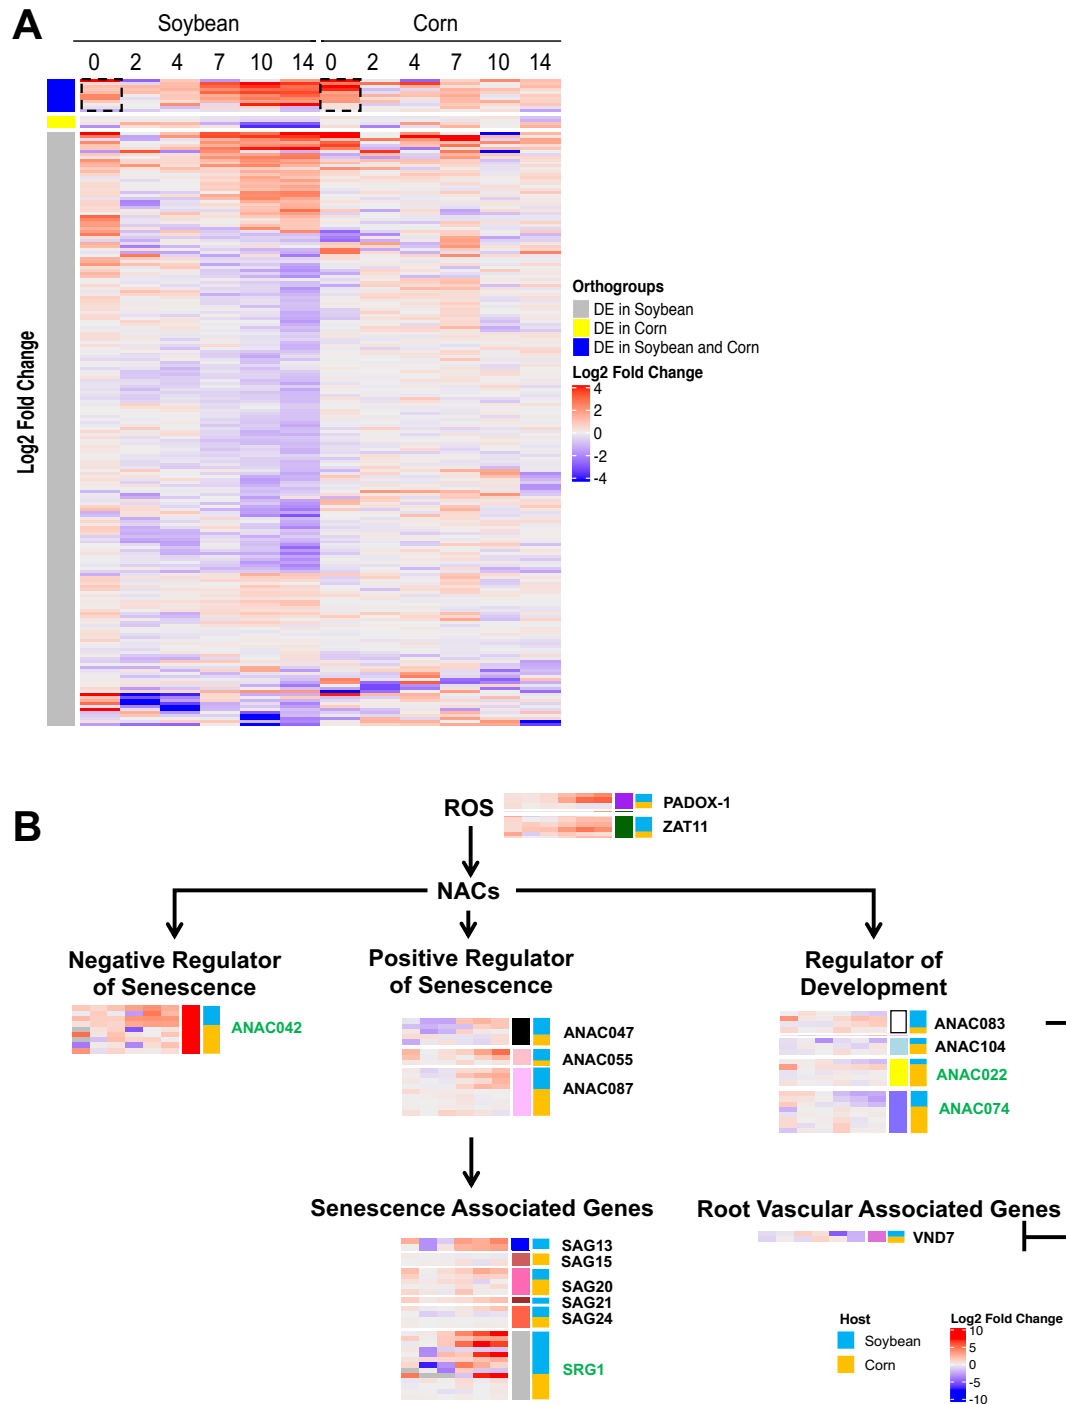 A
Soybean Corn
0 2 4 7 10 14 0 2 4 7 10 14
Log2 Fold Change
Orthogroups
DE in Soybean
DE in Corn
DE in Soybean and Corn
Log2 Fold Change
4
2
0
-2
-4
B
ROS
PADOX-1
ZAT11
NACs
Negative Regulator
of Senescence
ANAC042
Positive Regulator
of Senescence
ANAC047
ANAC055
ANAC087
Regulator of
Development
ANAC083
ANAC104
ANAC022
ANAC074
Senescence Associated Genes
SAG13
SAG15
SAG20
SAG21
SAG24
SRG1
Root Vascular Associated Genes
VND7
Host
Soybean
Corn
Log2 Fold Change
10
5
0
-5
-10